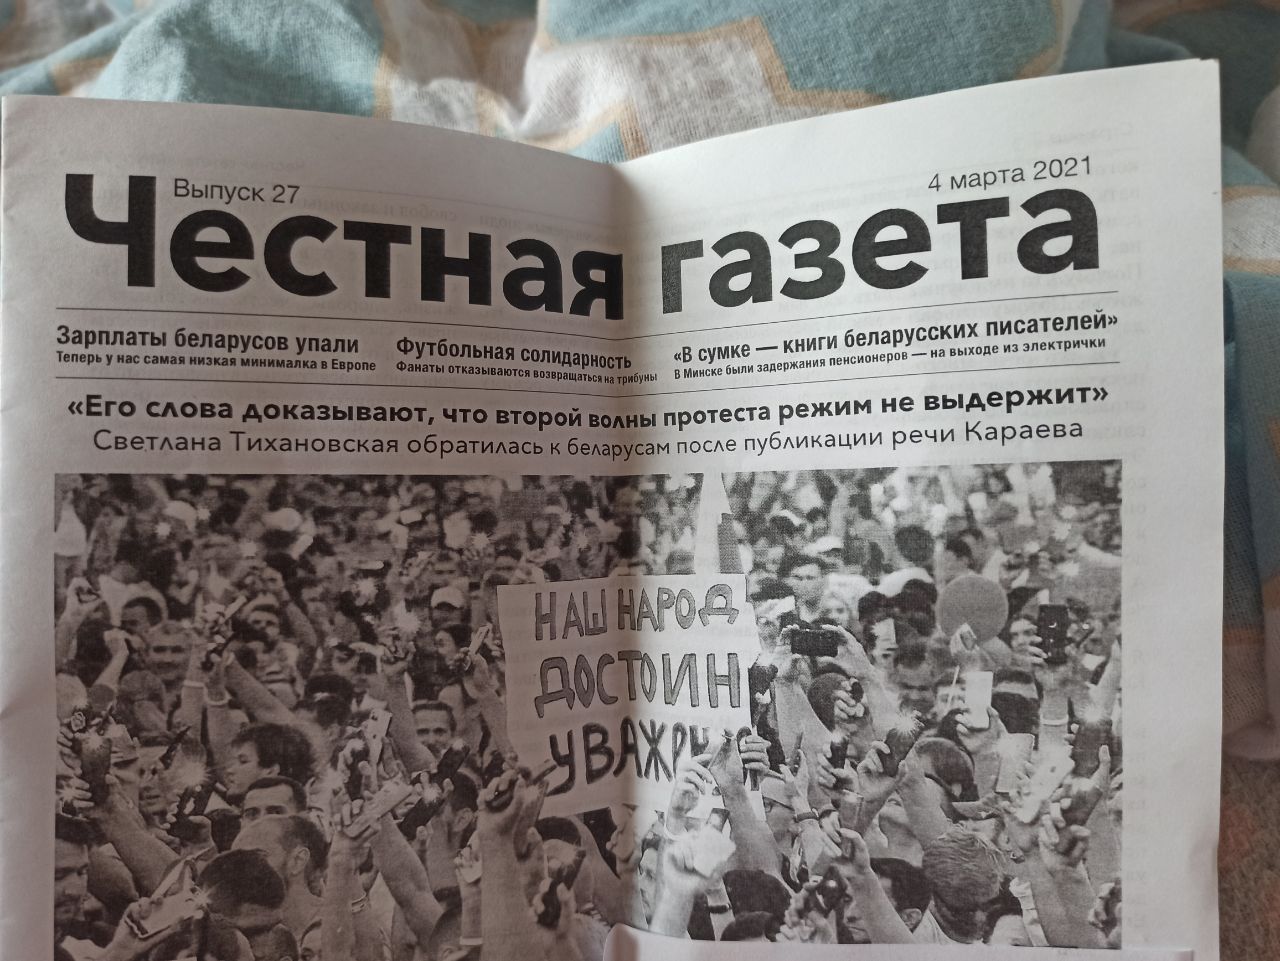 Выпуск 27
4 марта 2021
Честная газета
Зарплаты беларусов упали
Теперь у нас самая низкая минималка в Европе
Футбольная солидарность
Фанаты отказываются возвращаться на трибуны
«В сумке — книги беларусских писателей»
В Минске были задержания пенсионеров — на выходе из электрички
«Его слова доказывают, что второй волны протеста режим не выдержит»
Светлана Тихановская обратилась к беларусам после публикации речи Караева
НАШ НАРОД
ДОСТОИН